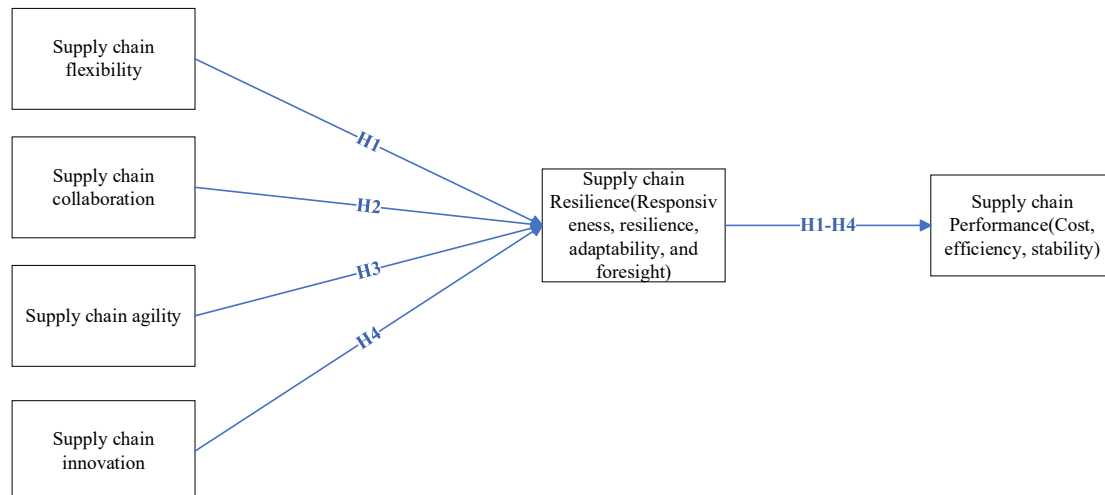 Supply chain
flexibility
H1
Supply chain
collaboration
H2
Supply chain agility
H3
Supply chain
innovation
H4
Supply chain
Resilience(Responsiv
eness, resilience,
adaptability, and
foresight)
H1-H4
Supply chain
Performance(Cost,
efficiency, stability)